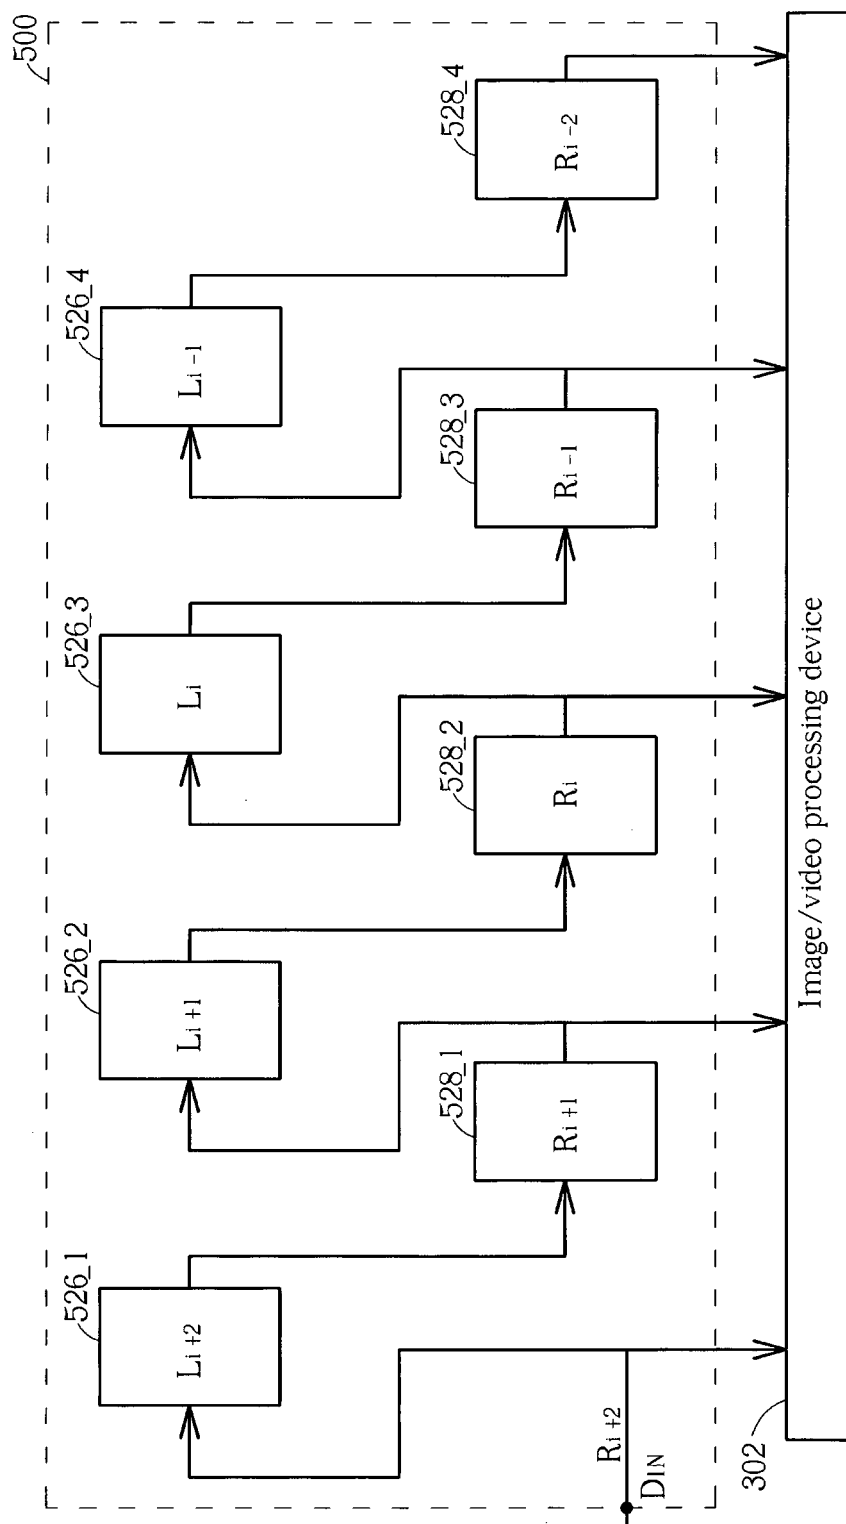 500
526_1
L i+2
526_2
L i+1
526_3
L i
526_4
L i-1
528_1
R i+1
528_2
R i
528_3
R i-1
528_4
R i-2
R i+2
DIN
302
Image/video processing device